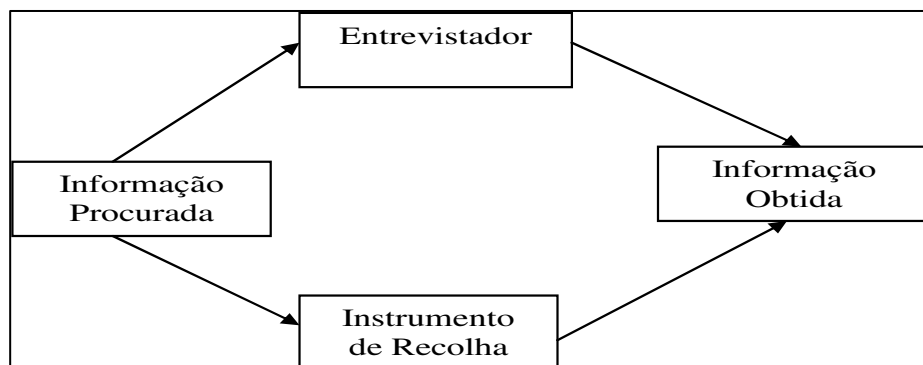 Entrevistador
Informação
Procurada
Informação
Obtida
Instrumento
de Recolha